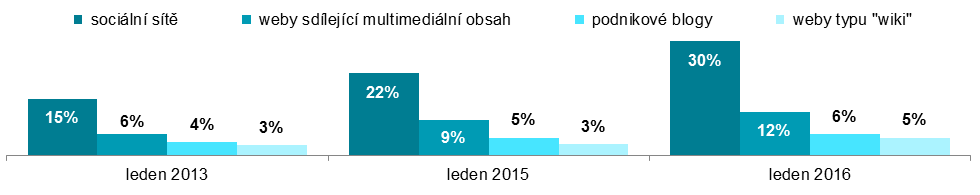 sociální sítě weby sdílející multimediální obsah podnikové blogy weby typu "wiki"
15% 6% 4% 3%
22% 9% 5% 3%
30% 12% 6% 5%
leden 2013 leden 2015 leden 2016